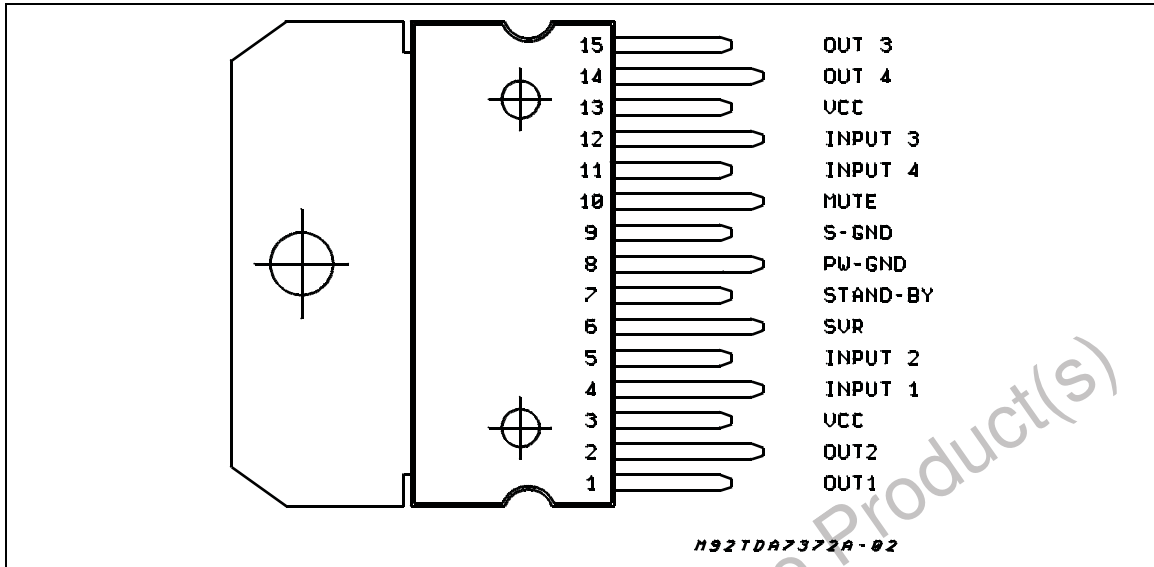 15 OUT 3
14 OUT 4
13 VCC
12 INPUT 3
11 INPUT 4
10 MUTE
9 S-GND
8 PW-GND
7 STAND-BY
6 SVR
5 INPUT 2
4 INPUT 1
3 VCC
2 OUT2
1 OUT1
Product(s)
M92TDA7372A-02